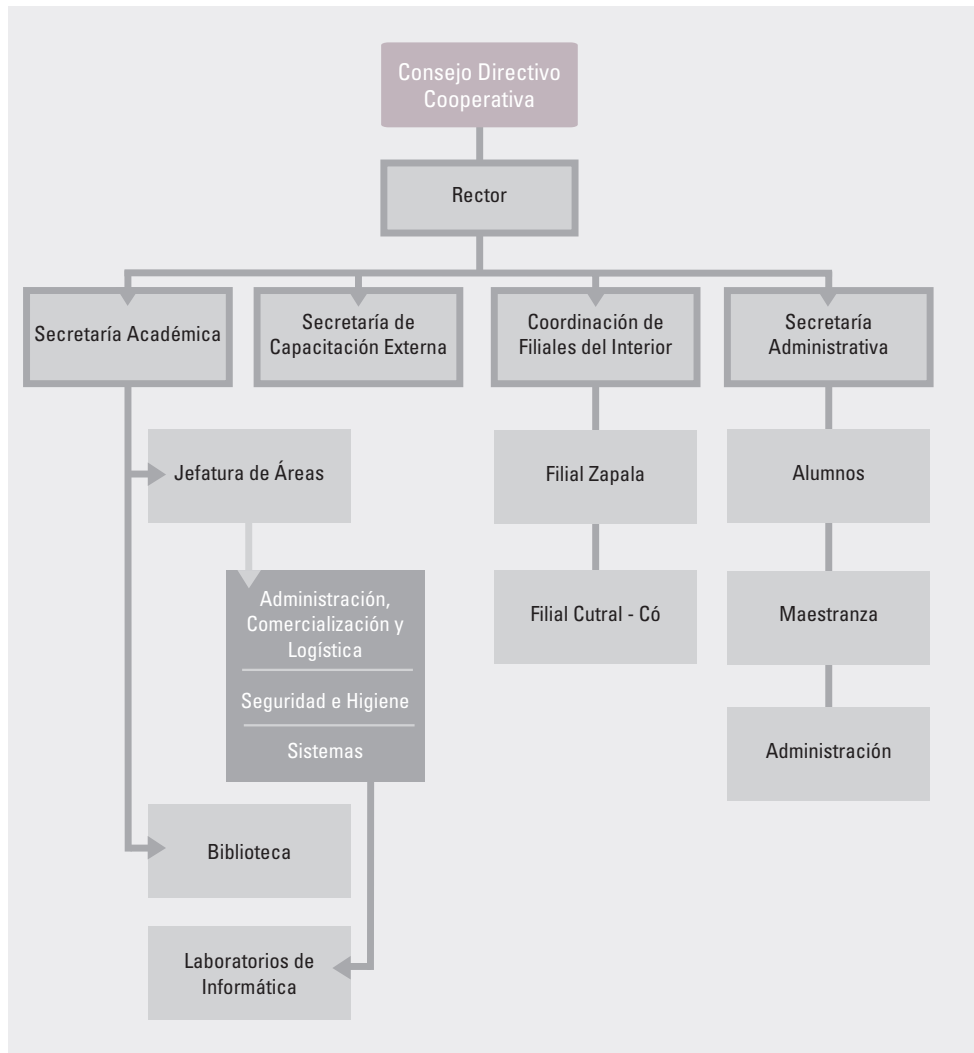 Consejo Directivo
Cooperativa
Rector
Secretaría Académica
Secretaría de
Capacitación Externa
Coordinación de
Filiales del Interior
Secretaría
Administrativa
Jefatura de Áreas
Filial Zapala
Alumnos
Administración,
Comercialización y
Logística
Seguridad e Higiene
Sistemas
Filial Cutral - Có
Maestranza
Administración
Biblioteca
Laboratorios de
Informática